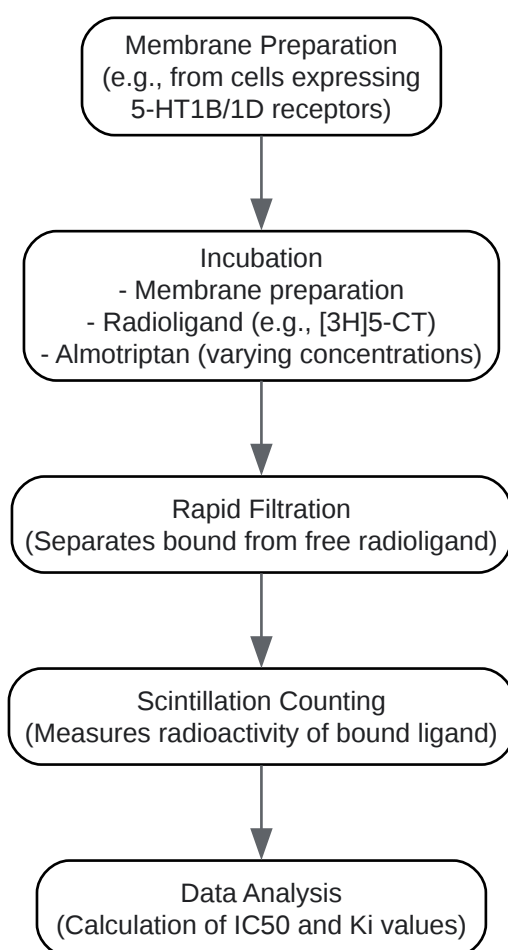 Membrane Preparation
(e.g., from cells expressing
5-HT1B/1D receptors)
Incubation
- Membrane preparation
- Radioligand (e.g., [3H]5-CT)
- Almotriptan (varying concentrations)
Rapid Filtration
(Separates bound from free radioligand)
Scintillation Counting
(Measures radioactivity of bound ligand)
Data Analysis
(Calculation of IC50 and Ki values)